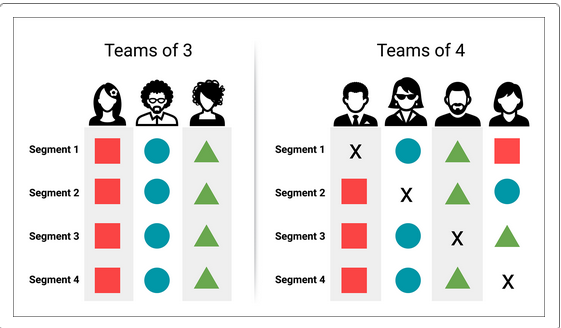 Teams of 3
Teams of 4
Segment 1
Segment 2
Segment 3
Segment 4
Segment 1 X
Segment 2 X
Segment 3 X
Segment 4 X